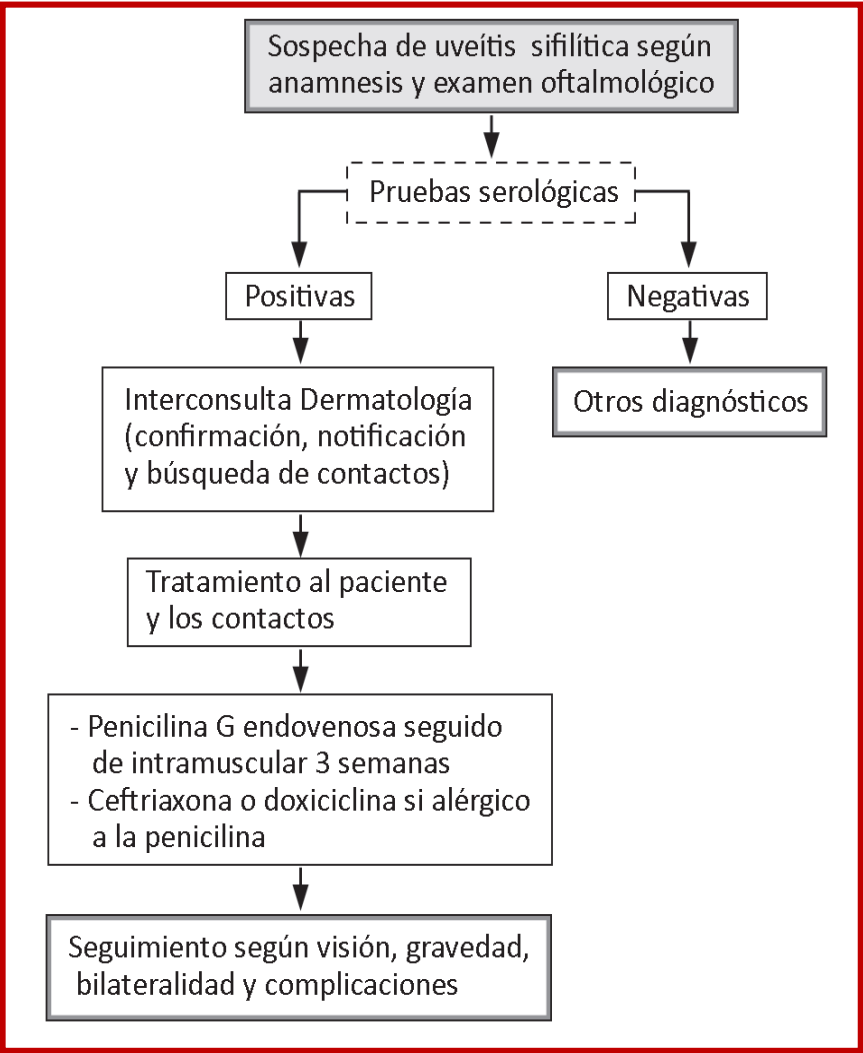 Sospecha de uveítis sifilítica según
anamnesis y examen oftalmológico
Pruebas serológicas
Positivas
Negativas
Interconsulta Dermatología
(confirmación, notificación
y búsqueda de contactos)
Otros diagnósticos
Tratamiento al paciente
y los contactos
- Penicilina G endovenosa seguido
de intramuscular 3 semanas
- Ceftriaxona o doxiciclina si alérgico
a la penicilina
Seguimiento según visión, gravedad,
bilateralidad y complicaciones